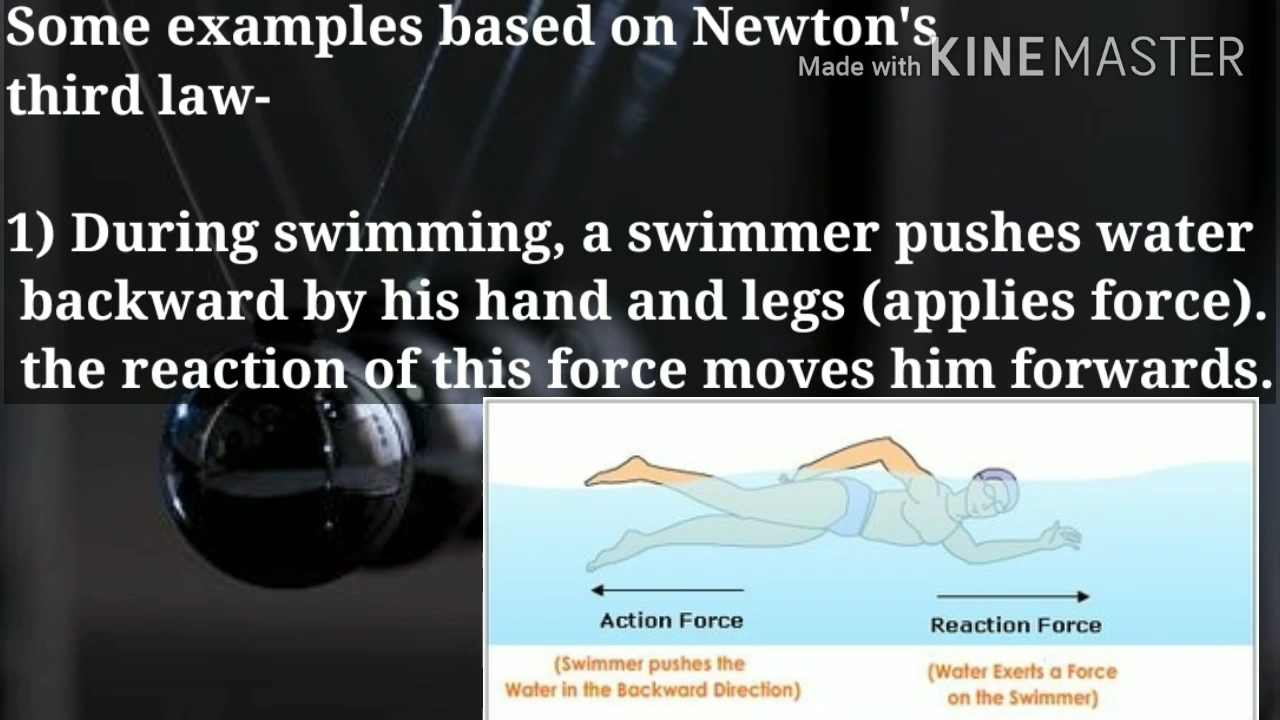 Some examples based on Newton's
third law-
Made with KINEMASTER
1) During swimming, a swimmer pushes water
backward by his hand and legs (applies force).
the reaction of this force moves him forwards.
Action Force
(Swimmer pushes the
Water in the Backward Direction)
Reaction Force
(Water Exerts a Force
on the Swimmer)